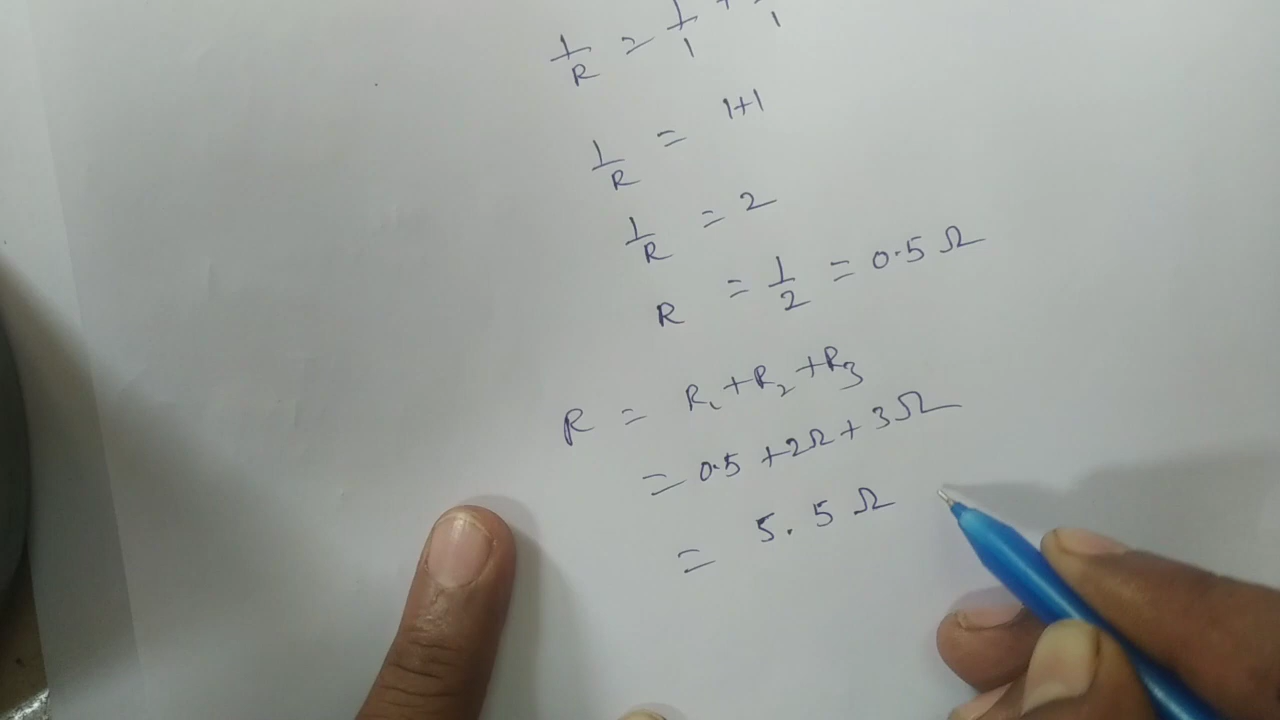 1/R = 1/1 + 1/1
1/R = 1+1
1/R = 2
R = 1/2 = 0.5 Ω
R = R₁ + R₂ + R₃
= 0.5 + 2Ω + 3Ω
= 5.5 Ω